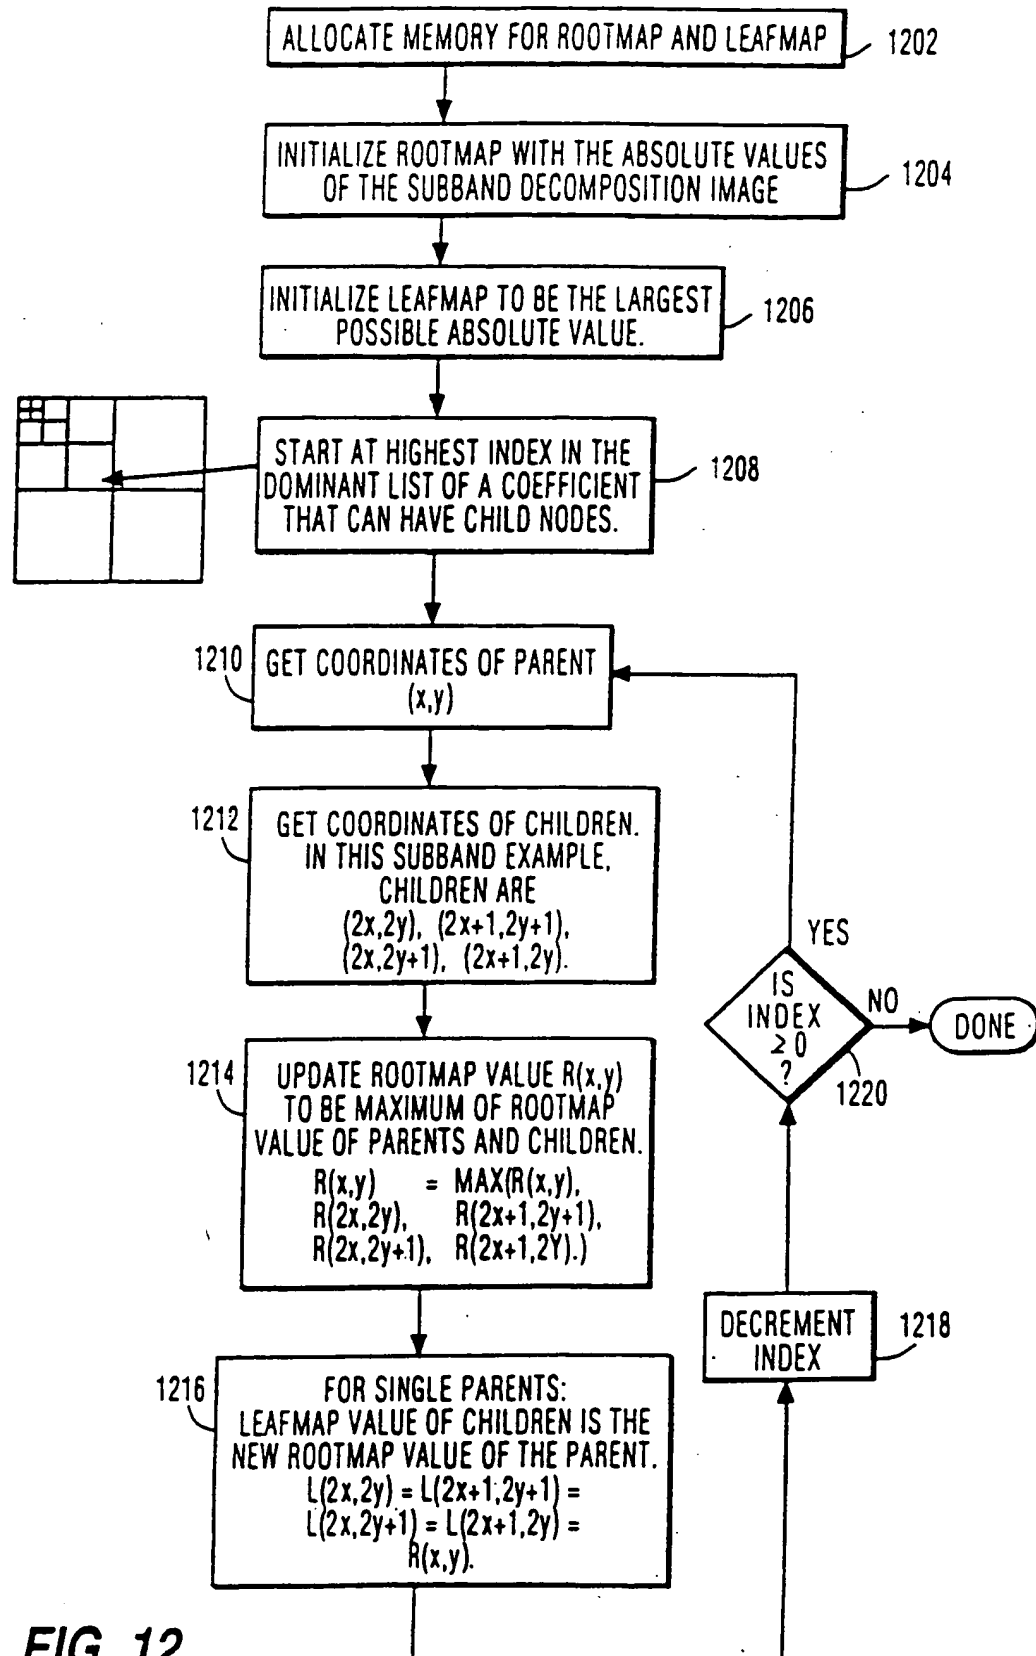 ALLOCATE MEMORY FOR ROOTMAP AND LEAFMAP
1202
INITIALIZE ROOTMAP WITH THE ABSOLUTE VALUES
OF THE SUBBAND DECOMPOSITION IMAGE
1204
INITIALIZE LEAFMAP TO BE THE LARGEST
POSSIBLE ABSOLUTE VALUE.
1206
START AT HIGHEST INDEX IN THE
DOMINANT LIST OF A COEFFICIENT
THAT CAN HAVE CHILD NODES.
1208
1210
GET COORDINATES OF PARENT
(x,y)
1212
GET COORDINATES OF CHILDREN.
IN THIS SUBBAND EXAMPLE,
CHILDREN ARE
(2x,2y), (2x+1,2y+1),
(2x,2y+1), (2x+1,2y).
1214
UPDATE ROOTMAP VALUE R(x,y)
TO BE MAXIMUM OF ROOTMAP
VALUE OF PARENTS AND CHILDREN.
R(x,y) = MAX(R(x,y),
R(2x,2y), R(2x+1,2y+1),
R(2x,2y+1), R(2x+1,2Y).)
1216
FOR SINGLE PARENTS:
LEAFMAP VALUE OF CHILDREN IS THE
NEW ROOTMAP VALUE OF THE PARENT.
L(2x,2y) = L(2x+1,2y+1) =
L(2x,2y+1) = L(2x+1,2y) =
R(x,y).
DECREMENT
INDEX
1218
IS
INDEX
≥0
?
1220
YES
NO
DONE
FIG. 12